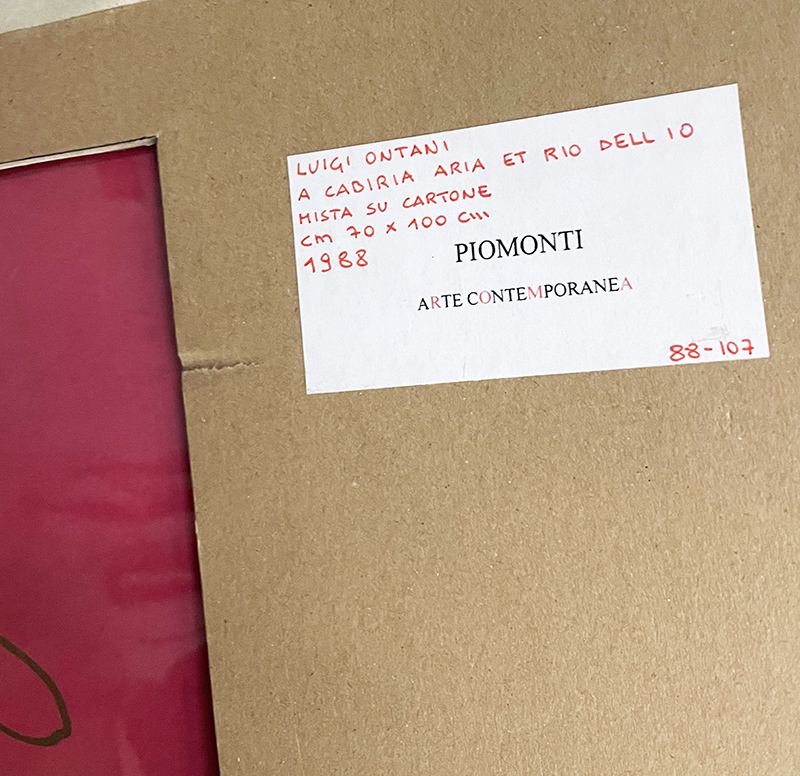 LUIGI ONTANI
A CABIRIA ARIA ET RIO DELL IO
MISTA SU CARTONE
cm 70 x 100 cm
1988
PIOMONTI
ARTE CONTEMPORANEA
88-107